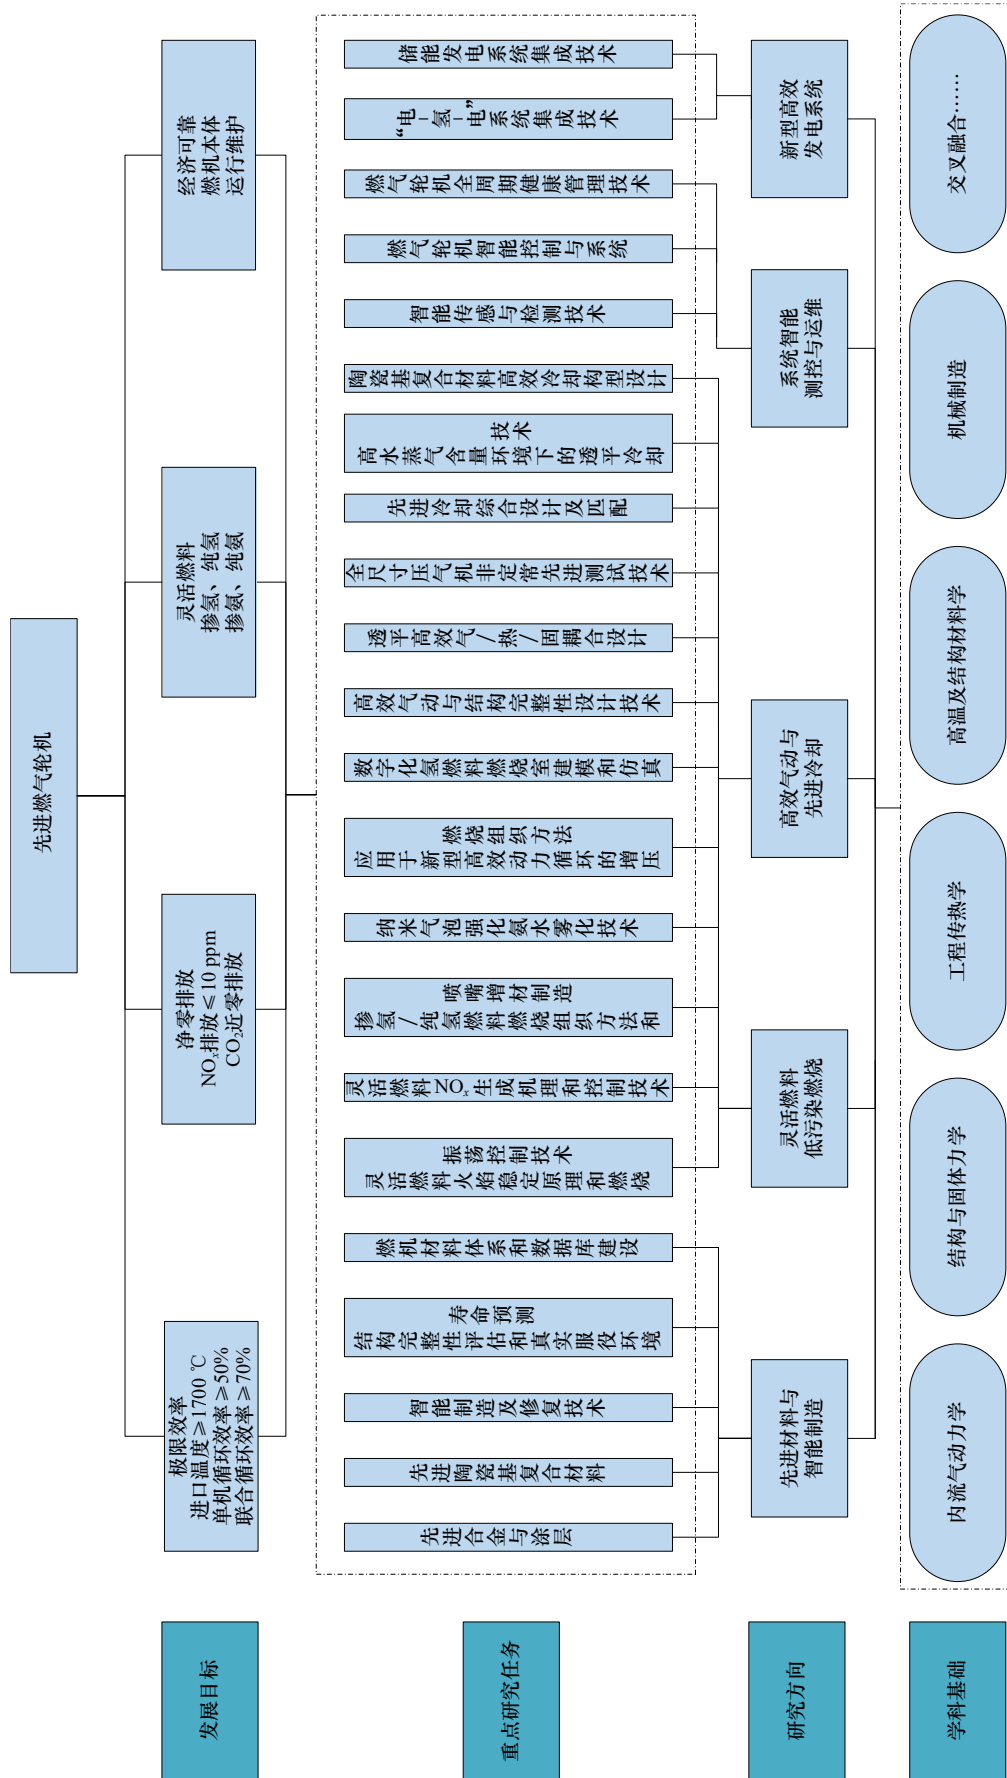 先进燃气轮机
发展目标
极限效率
进口温度≥1700 ℃
单机循环效率≥50%
联合循环效率≥70%
净零排放
NOx排放≤10 ppm
CO2近零排放
灵活燃料
掺氢、纯氢
掺氨、纯氨
经济可靠
燃机本体
运行维护
重点研究任务
先进合金与涂层
先进陶瓷基复合材料
智能制造及修复技术
结构完整性评估和真实服役环境
寿命预测
燃机材料体系和数据库建设
灵活燃料火焰稳定原理和燃烧
振荡控制技术
灵活燃料NOx生成机理和控制技术
掺氢/纯氢燃料燃烧组织方法和
喷嘴增材制造
纳米气泡强化氨水雾化技术
应用于新型高效动力循环的增压
燃烧组织方法
数字化氢燃料燃烧室建模和仿真
高效气动与结构完整性设计技术
透平高效气/热/固耦合设计
全尺寸压气机非定常先进测试技术
先进冷却综合设计及匹配
高水蒸气含量环境下的透平冷却
技术
陶瓷基复合材料高效冷却构型设计
智能传感与检测技术
燃气轮机智能控制与系统
燃气轮机全周期健康管理技术
“电–氢–电”系统集成技术
储能发电系统集成技术
研究方向
先进材料与
智能制造
灵活燃料
低污染燃烧
高效气动与
先进冷却
系统智能
测控与运维
新型高效
发电系统
学科基础
内流气动力学
结构与固体力学
工程传热学
高温及结构材料学
机械制造
交叉融合……